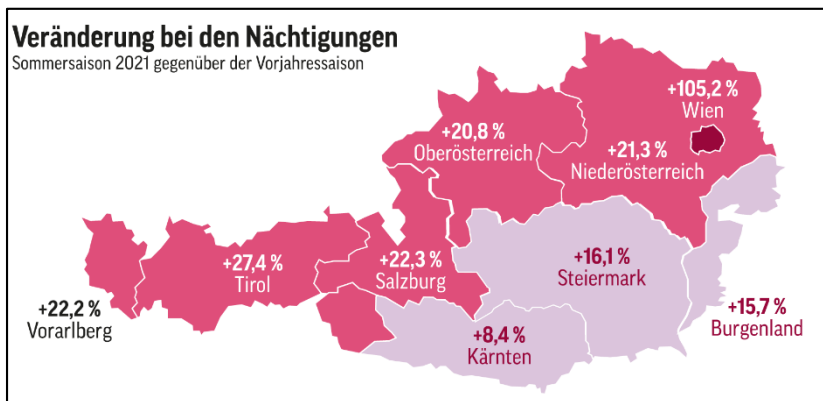 Veränderung bei den Nächtigungen
Sommersaison 2021 gegenüber der Vorjahressaison
+105,2 %
Wien
+20,8 %
Oberösterreich
+21,3 %
Niederösterreich
+16,1 %
Steiermark
+27,4 %
Tirol
+22,3 %
Salzburg
+22,2 %
Vorarlberg
+15,7 %
Burgenland
+8,4 %
Kärnten